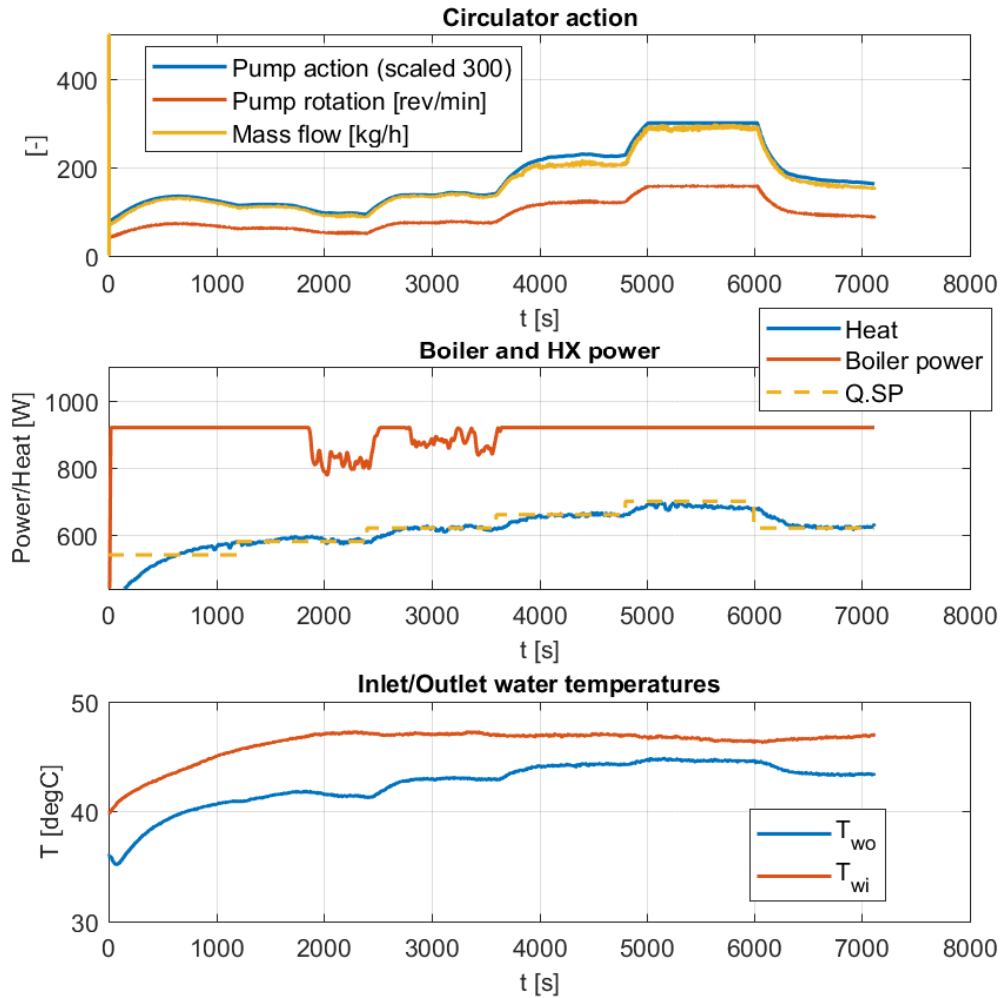 Circulator action
[-]
400
200
0
Pump action (scaled 300)
Pump rotation [rev/min]
Mass flow [kg/h]
0 1000 2000 3000 4000 5000 6000 7000 8000
t [s]
Boiler and HX power
Power/Heat [W]
1000
800
600
Heat
Boiler power
Q.SP
0 1000 2000 3000 4000 5000 6000 7000 8000
t [s]
Inlet/Outlet water temperatures
T [degC]
50
40
30
T_wo
T_wi
0 1000 2000 3000 4000 5000 6000 7000 8000
t [s]